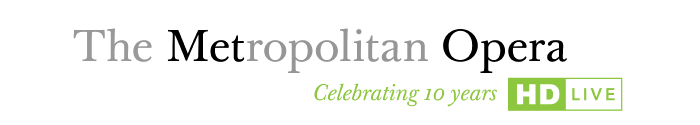 The Metropolitan Opera
Celebrating 10 years HD LIVE